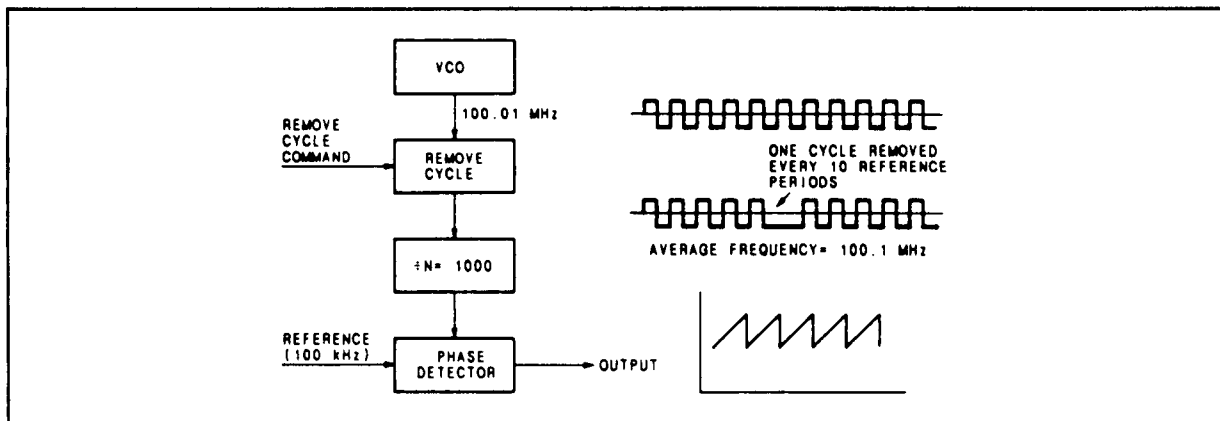 VCO
100.01 MHz
REMOVE
CYCLE
COMMAND
REMOVE
CYCLE
÷N= 1000
REFERENCE
(100 kHz)
PHASE
DETECTOR
OUTPUT
ONE CYCLE REMOVED
EVERY 10 REFERENCE
PERIODS
AVERAGE FREQUENCY= 100.1 MHz